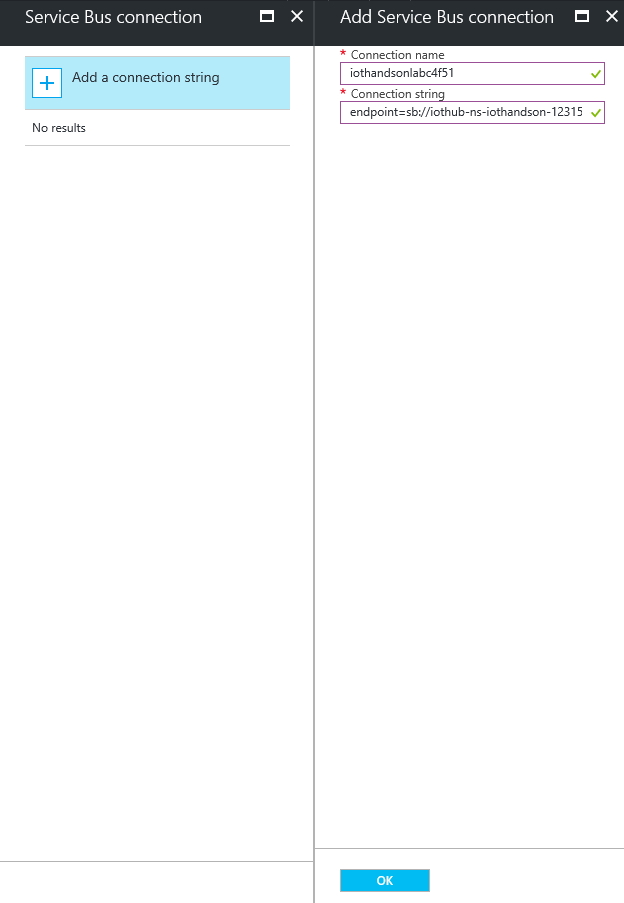 Service Bus connection
Add a connection string
No results
Add Service Bus connection
* Connection name
iothandsonlabc4f51
* Connection string
endpoint=sb://iothub-ns-iothandson-12315
OK